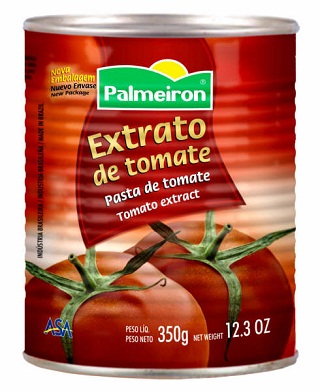 Nova
Embalagem
Nuevo Envase
New Package
Palmeiron
Extrato
de tomate
Pasta de tomate
Tomato extract
INDÚSTRIA BRASILEIRA / INDUSTRIA BRASILEÑA / MADE IN BRAZIL
ASA
PESO LÍQ.
PESO NETO
350g
NET WEIGHT
12.3 OZ